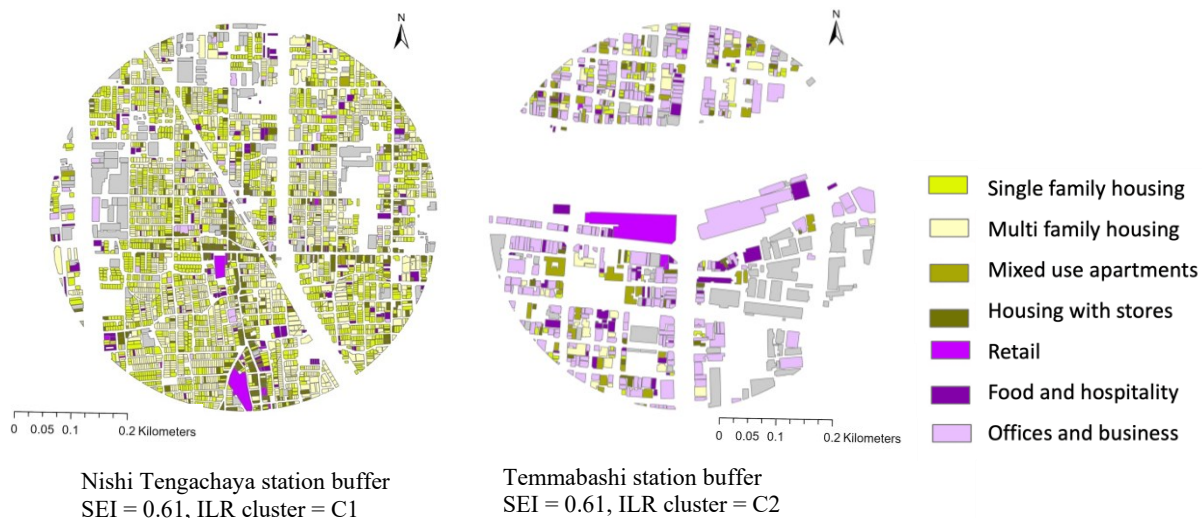 N
N
Single family housing
Multi family housing
Mixed use apartments
Housing with stores
Retail
Food and hospitality
Offices and business
0 0.05 0.1 0.2 Kilometers
0 0.05 0.1 0.2 Kilometers
Nishi Tengachaya station buffer
SEI = 0.61, ILR cluster = C1
Temmabashi station buffer
SEI = 0.61, ILR cluster = C2